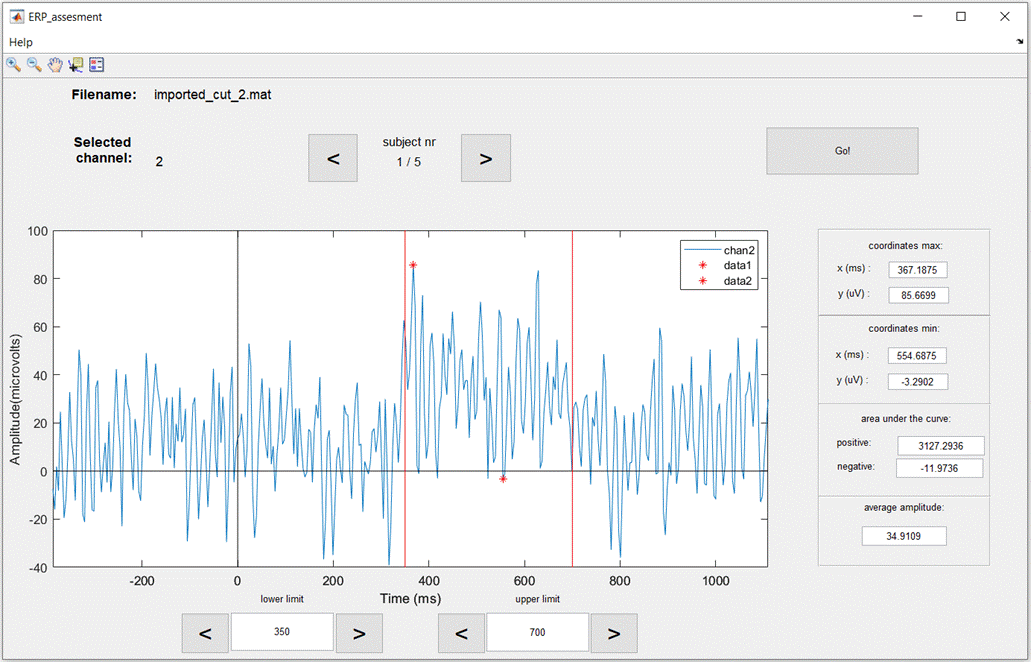 ERP_assesment
Help
Filename: imported_cut_2.mat
Selected channel: 2
<
subject nr
1 / 5
>
Go!
100
80
60
40
20
0
-20
-40
Amplitude(microvolts)
chan2
data1
data2
-200
0
200
400
600
800
1000
Time (ms)
lower limit
upper limit
<
350
>
<
700
>
coordinates max:
x (ms) : 367.1875
y (uV) : 85.6699
coordinates min:
x (ms) : 554.6875
y (uV) : -3.2902
area under the curve:
positive: 3127.2936
negative: -11.9736
average amplitude:
34.9109